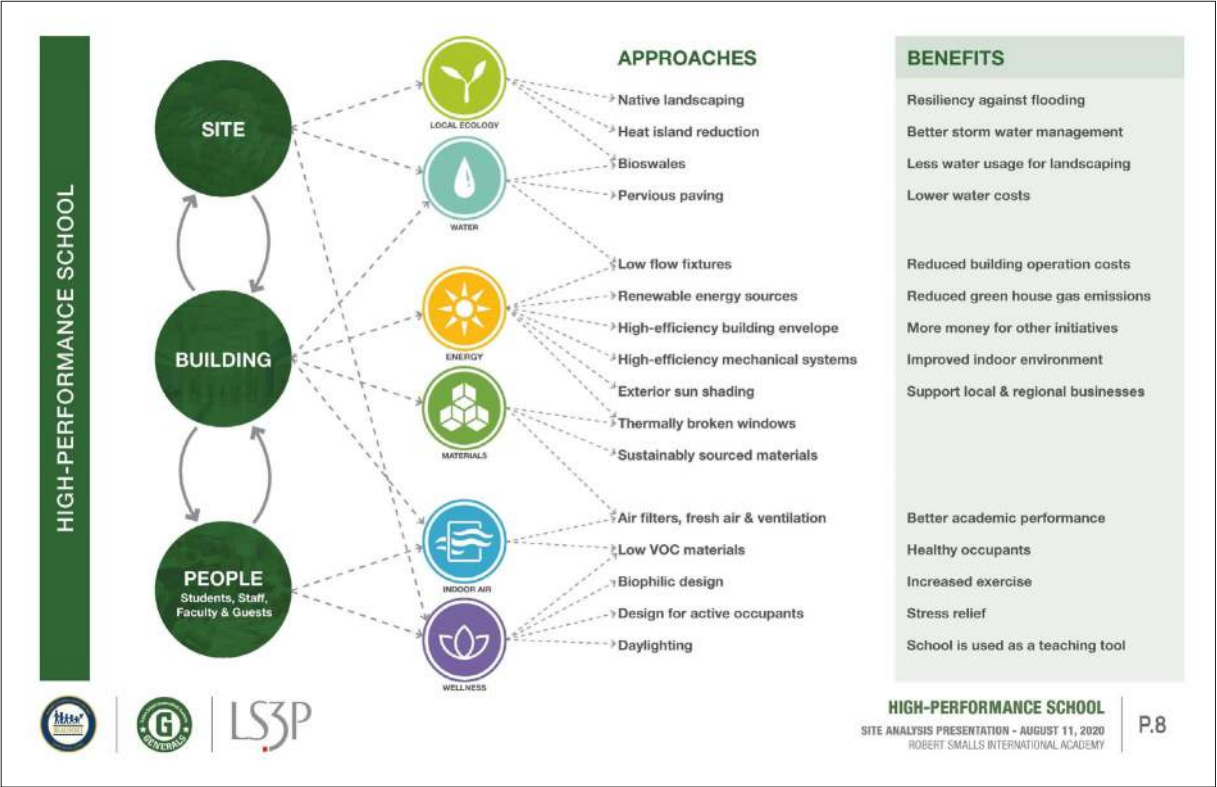 HIGH-PERFORMANCE SCHOOL
SITE
BUILDING
PEOPLE
Students, Staff,
Faculty & Guests
LOCAL ECOLOGY
WATER
ENERGY
MATERIALS
INDOOR AIR
WELLNESS
APPROACHES
Native landscaping
Heat island reduction
Bioswales
Pervious paving
Low flow fixtures
Renewable energy sources
High-efficiency building envelope
High-efficiency mechanical systems
Exterior sun shading
Thermally broken windows
Sustainably sourced materials
Air filters, fresh air & ventilation
Low VOC materials
Biophilic design
Design for active occupants
Daylighting
BENEFITS
Resiliency against flooding
Better storm water management
Less water usage for landscaping
Lower water costs
Reduced building operation costs
Reduced green house gas emissions
More money for other initiatives
Improved indoor environment
Support local & regional businesses
Better academic performance
Healthy occupants
Increased exercise
Stress relief
School is used as a teaching tool
G
GENERALS
LS3P
HIGH-PERFORMANCE SCHOOL
SITE ANALYSIS PRESENTATION - AUGUST 11, 2020
ROBERT SMALLS INTERNATIONAL ACADEMY
P.8